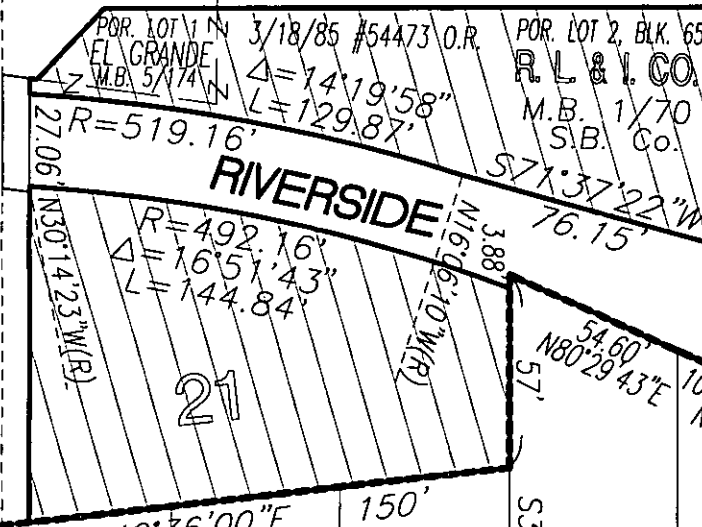 POR. LOT 1
EL GRANDE
M.B. 5/174
3/18/85 #54473 O.R.
Δ=14°19'58"
L=129.87'
R=519.16'
POR. LOT 2, BLK. 65
R. L. & I. CO.
M.B. 1/70
S.B. Co.
S71°37'22"W
76.15'
RIVERSIDE
27.06'
N30°14'23"W(R)
R=492.16'
Δ=16°51'43"
L=144.84'
3.88'
N16°06'10"W(R)
54.60'
N80°29'43"E
57'
21
150'
36'00"E